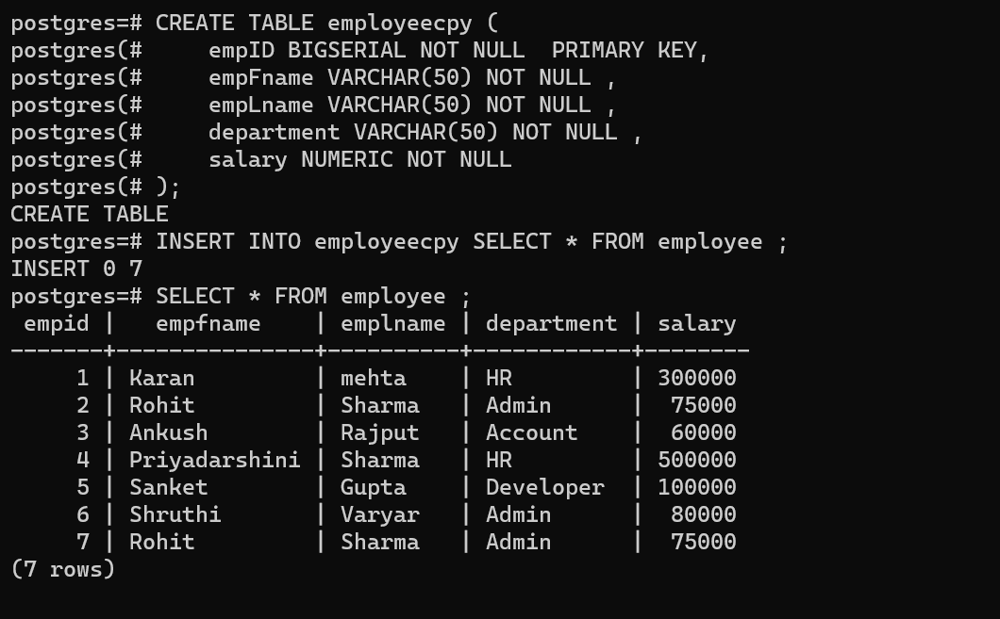 postgres=# CREATE TABLE employeecpy (
postgres(#     empID BIGSERIAL NOT NULL  PRIMARY KEY,
postgres(#     empFname VARCHAR(50) NOT NULL ,
postgres(#     empLname VARCHAR(50) NOT NULL ,
postgres(#     department VARCHAR(50) NOT NULL ,
postgres(#     salary NUMERIC NOT NULL
postgres(# );
CREATE TABLE
postgres=# INSERT INTO employeecpy SELECT * FROM employee ;
INSERT 0 7
postgres=# SELECT * FROM employee ;
 empid |   empfname    | emplname | department | salary
-------+---------------+----------+------------+--------
     1 | Karan         | mehta    | HR         | 300000
     2 | Rohit         | Sharma   | Admin      |  75000
     3 | Ankush        | Rajput   | Account    |  60000
     4 | Priyadarshini | Sharma   | HR         | 500000
     5 | Sanket        | Gupta    | Developer  | 100000
     6 | Shruthi       | Varyar   | Admin      |  80000
     7 | Rohit         | Sharma   | Admin      |  75000
(7 rows)